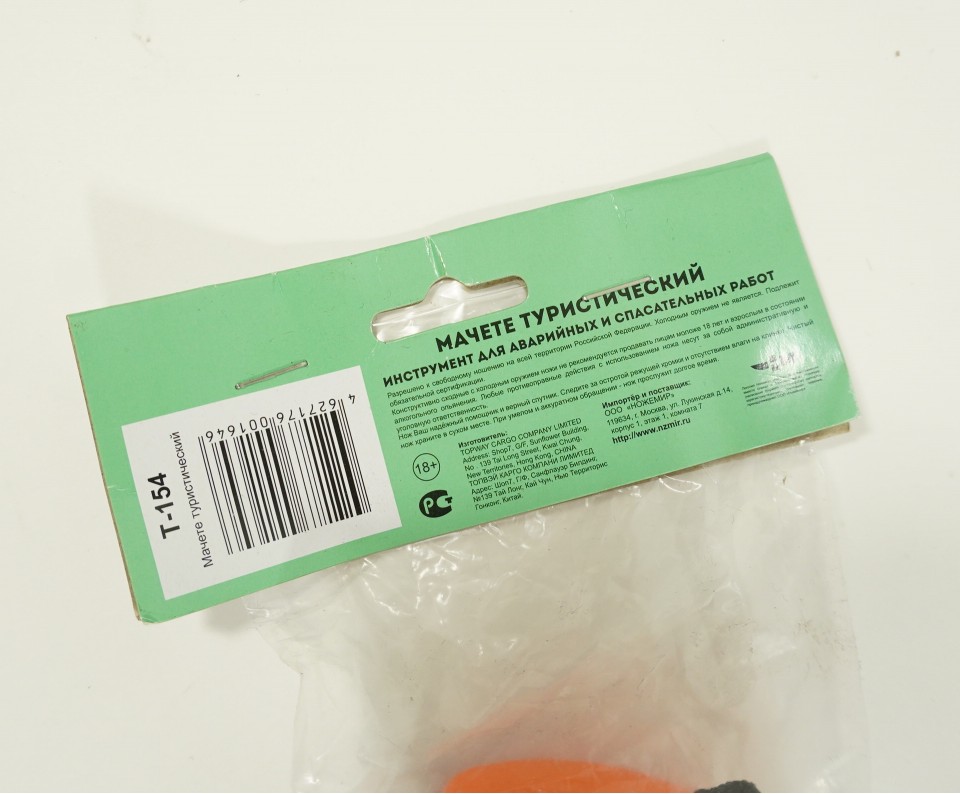 МАЧЕТЕ ТУРИСТИЧЕСКИЙ
ИНСТРУМЕНТ ДЛЯ АВАРИЙНЫХ И СПАСАТЕЛЬНЫХ РАБОТ
Разрешено к свободному ношению на всей территории Российской Федерации. Холодным оружием не является. Подлежит
обязательной сертификации.
Конструктивно сходные с холодным оружием ножи не рекомендуется продавать лицам моложе 18 лет и взрослым в состоянии
алкогольного опьянения. Любые противоправные действия с использованием ножа несут за собой административную и
уголовную ответственность.
Нож Ваш надёжный помощник и верный спутник. Следите за остротой режущей кромки и отсутствием влаги на клинке, чистый
нож храните в сухом месте. При умелом и аккуратном обращении - нож прослужит долгое время.
18+
Изготовитель:
TOPWAY CARGO COMPANY LIMITED
Address: Shop7, G/F, Sunflower Building,
No . 139 Tai Long Street, Kwai Chung,
New Territories, Hong Kong, CHINA.
ТОПВЭЙ КАРГО КОМПАНИ ЛИМИТЕД
Адрес: Шоп7, Г/Ф, Санфлауэр Билдинг,
№139 Тай Лонг, Кай Чун, Нью Территорис
Гонконг, Китай.
Импортёр и поставщик:
ООО «НОЖЕМИР»
119634, г. Москва, ул. Лукинская д.14,
корпус 1, этаж 1, комната 7
http://www.nzmir.ru
Т-154
Мачете туристический
4 627176 001646